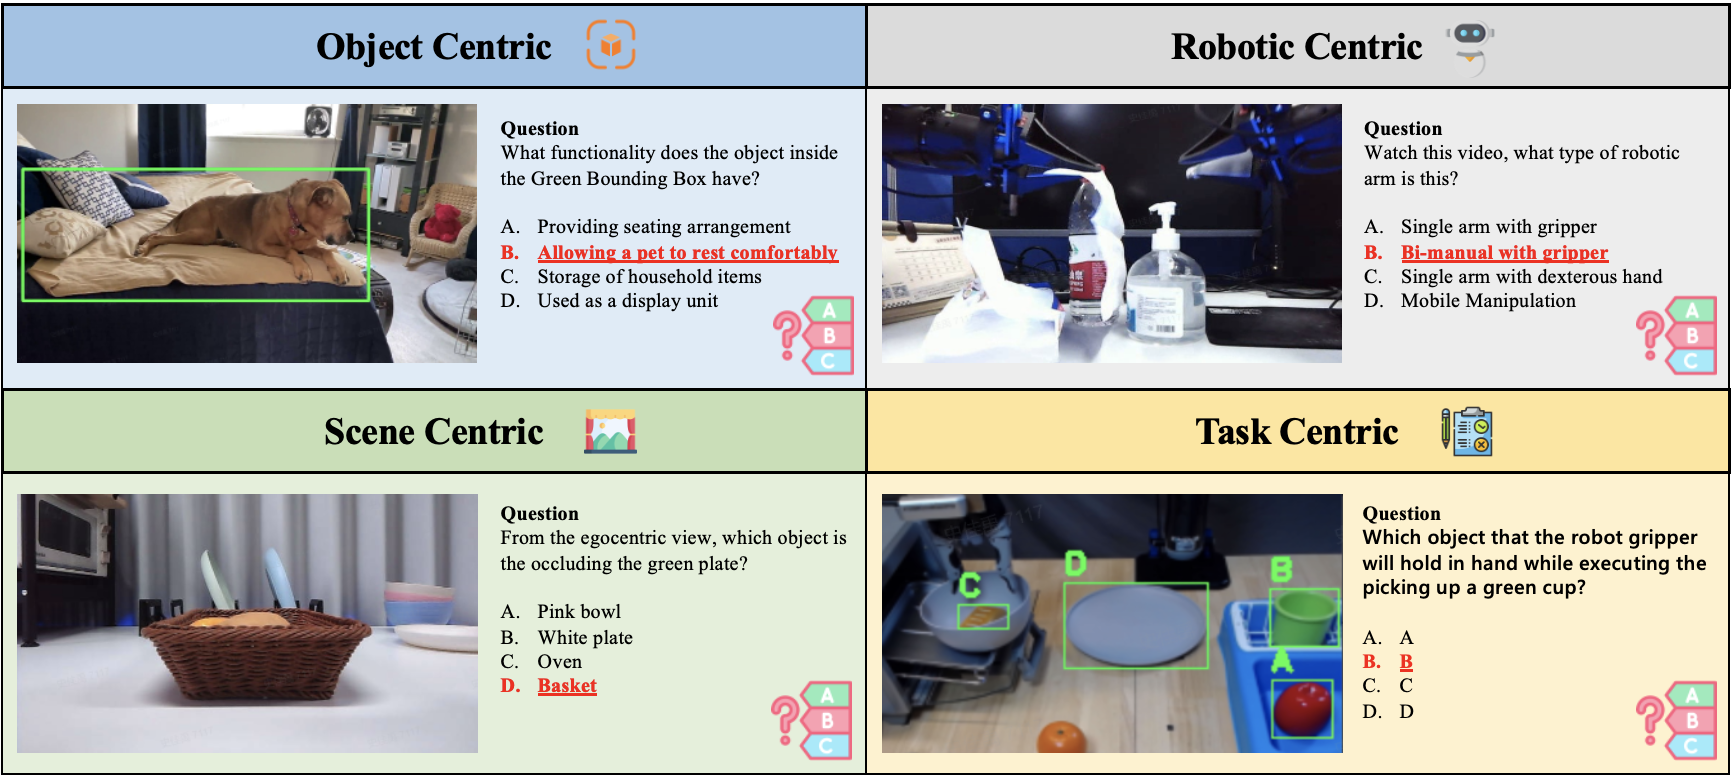 Object Centric
Robotic Centric
Question
What functionality does the object inside
the Green Bounding Box have?
A. Providing seating arrangement
B. Allowing a pet to rest comfortably
C. Storage of household items
D. Used as a display unit
A
B
C
Question
Watch this video, what type of robotic
arm is this?
A. Single arm with gripper
B. Bi-manual with gripper
C. Single arm with dexterous hand
D. Mobile Manipulation
A
B
C
Scene Centric
Task Centric
Question
From the egocentric view, which object is
the occluding the green plate?
A. Pink bowl
B. White plate
C. Oven
D. Basket
A
B
C
C
D
B
A
Question
Which object that the robot gripper
will hold in hand while executing the
picking up a green cup?
A. A
B. B
C. C
D. D
A
B
C